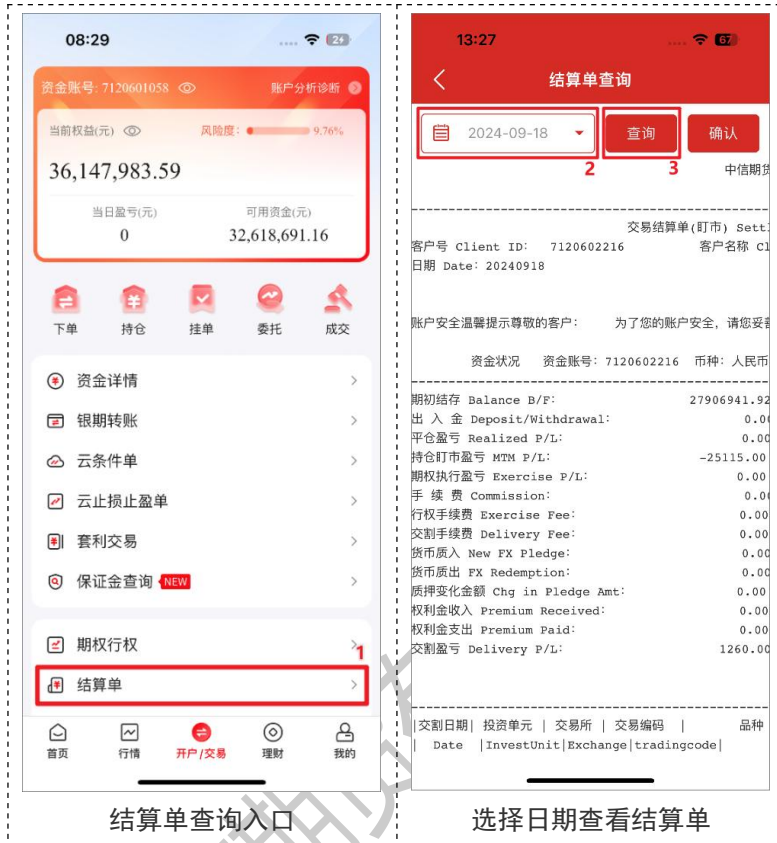 08:29
24
资金账号: 7120601058
账户分析诊断
当前权益(元)
风险度:
9.76%
36,147,983.59
当日盈亏(元)
可用资金(元)
0
32,618,691.16
下单
持仓
挂单
委托
成交
资金详情
银期转账
云条件单
云止损止盈单
套利交易
保证金查询 NEW
期权行权
1
结算单
首页
行情
开户/交易
理财
我的
结算单查询入口
13:27
67
结算单查询
2024-09-18
查询
确认
2
3
中信期货
交易结算单(盯市) Settl
客户号 Client ID: 7120602216 客户名称 Cl
日期 Date: 20240918
账户安全温馨提示尊敬的客户: 为了您的账户安全, 请您妥善
资金状况 资金账号: 7120602216 币种: 人民币
期初结存 Balance B/F: 27906941.92
出 入 金 Deposit/Withdrawal: 0.00
平仓盈亏 Realized P/L: 0.00
持仓盯市盈亏 MTM P/L: -25115.00
期权执行盈亏 Exercise P/L: 0.00
手 续 费 Commission: 0.00
行权手续费 Exercise Fee: 0.00
交割手续费 Delivery Fee: 0.00
货币质入 New FX Pledge: 0.00
货币质出 FX Redemption: 0.00
质押变化金额 Chg in Pledge Amt: 0.00
权利金收入 Premium Received: 0.00
权利金支出 Premium Paid: 0.00
交割盈亏 Delivery P/L: 1260.00
|交割日期| 投资单元 | 交易所 | 交易编码 | 品种
| Date |InvestUnit|Exchange|tradingcode|
选择日期查看结算单